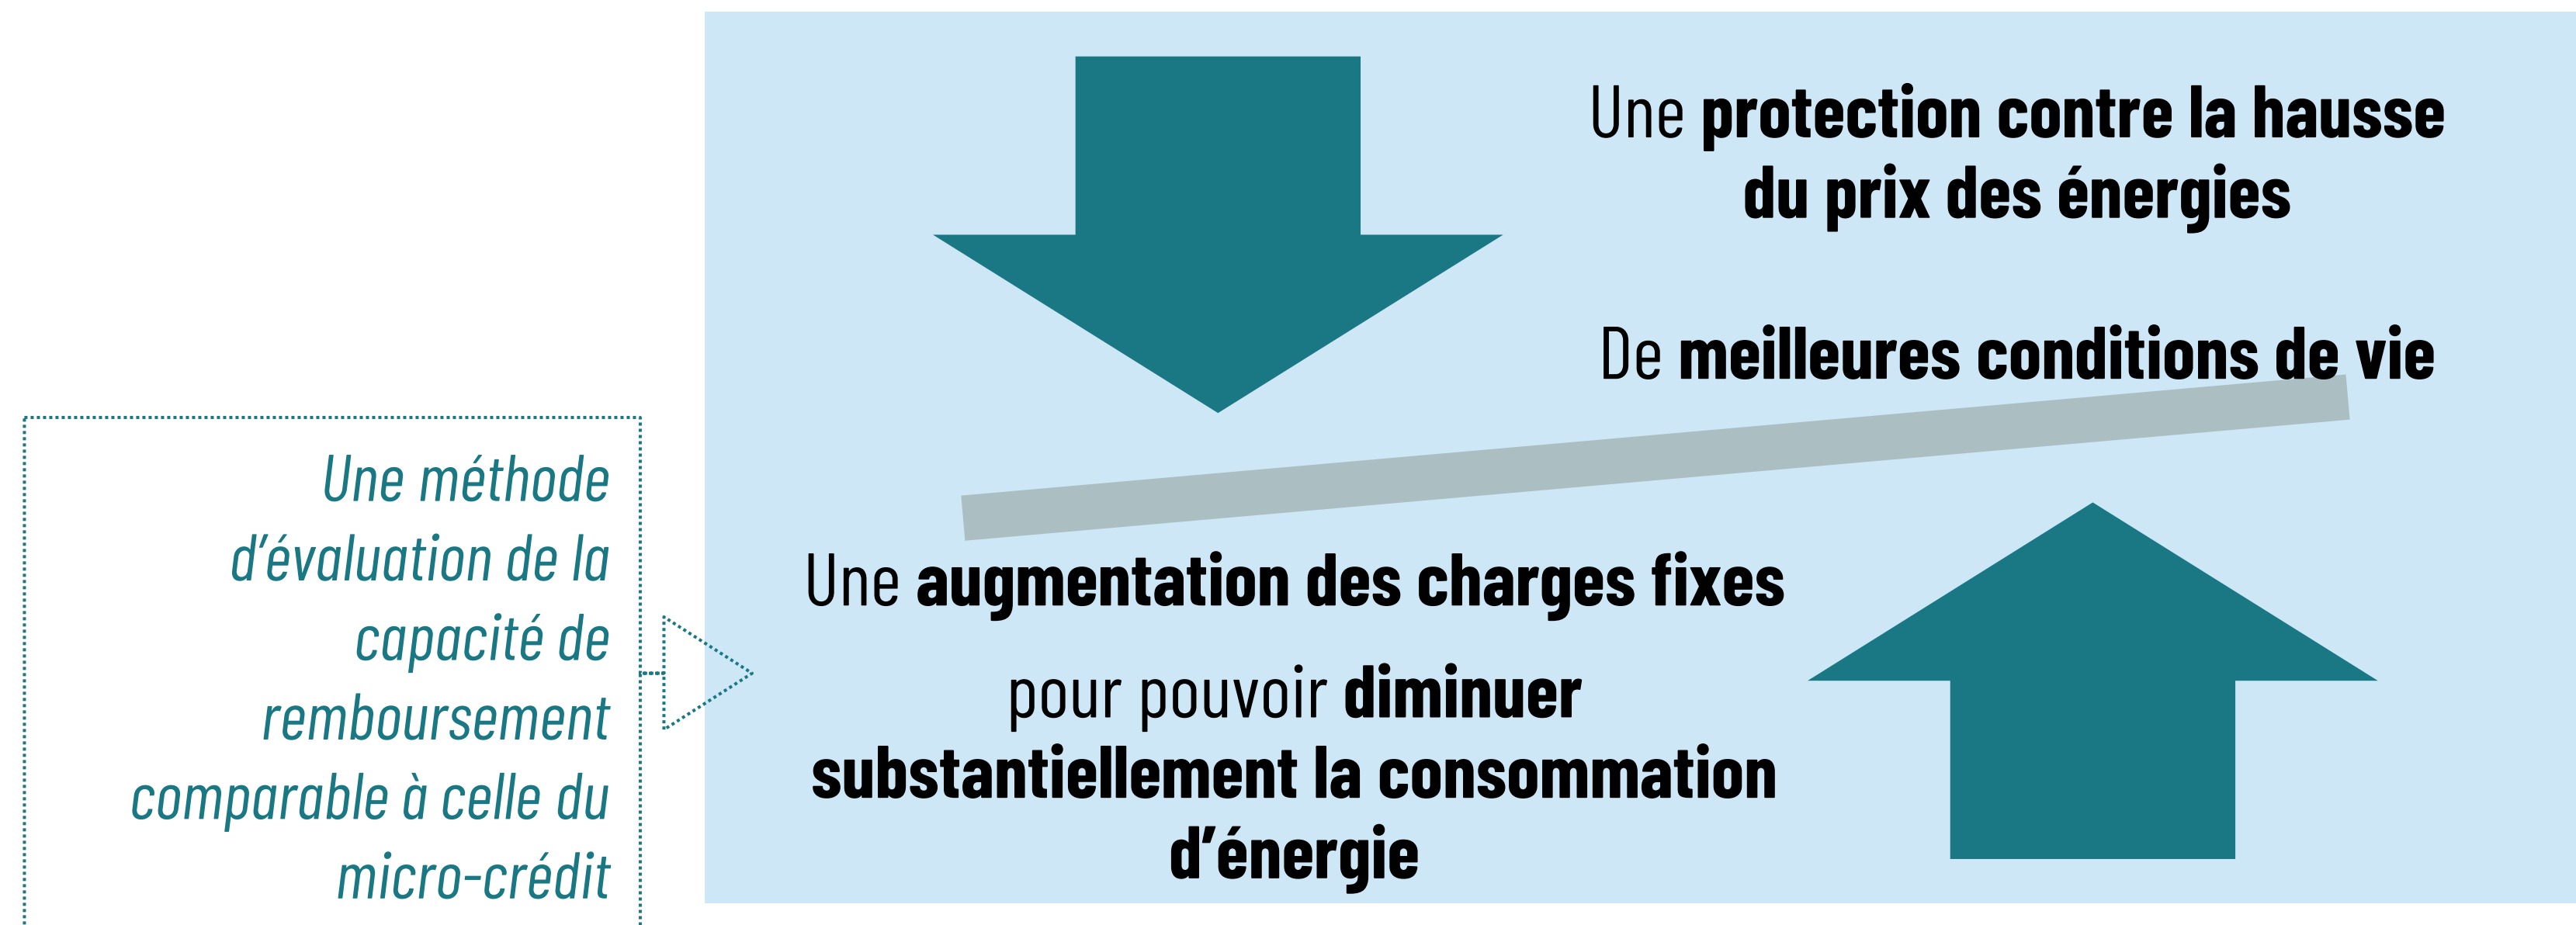 Une protection contre la hausse
du prix des énergies
De meilleures conditions de vie
Une méthode
d’évaluation de la
capacité de
remboursement
comparable à celle du
micro-crédit
Une augmentation des charges fixes
pour pouvoir diminuer
substantiellement la consommation
d’énergie